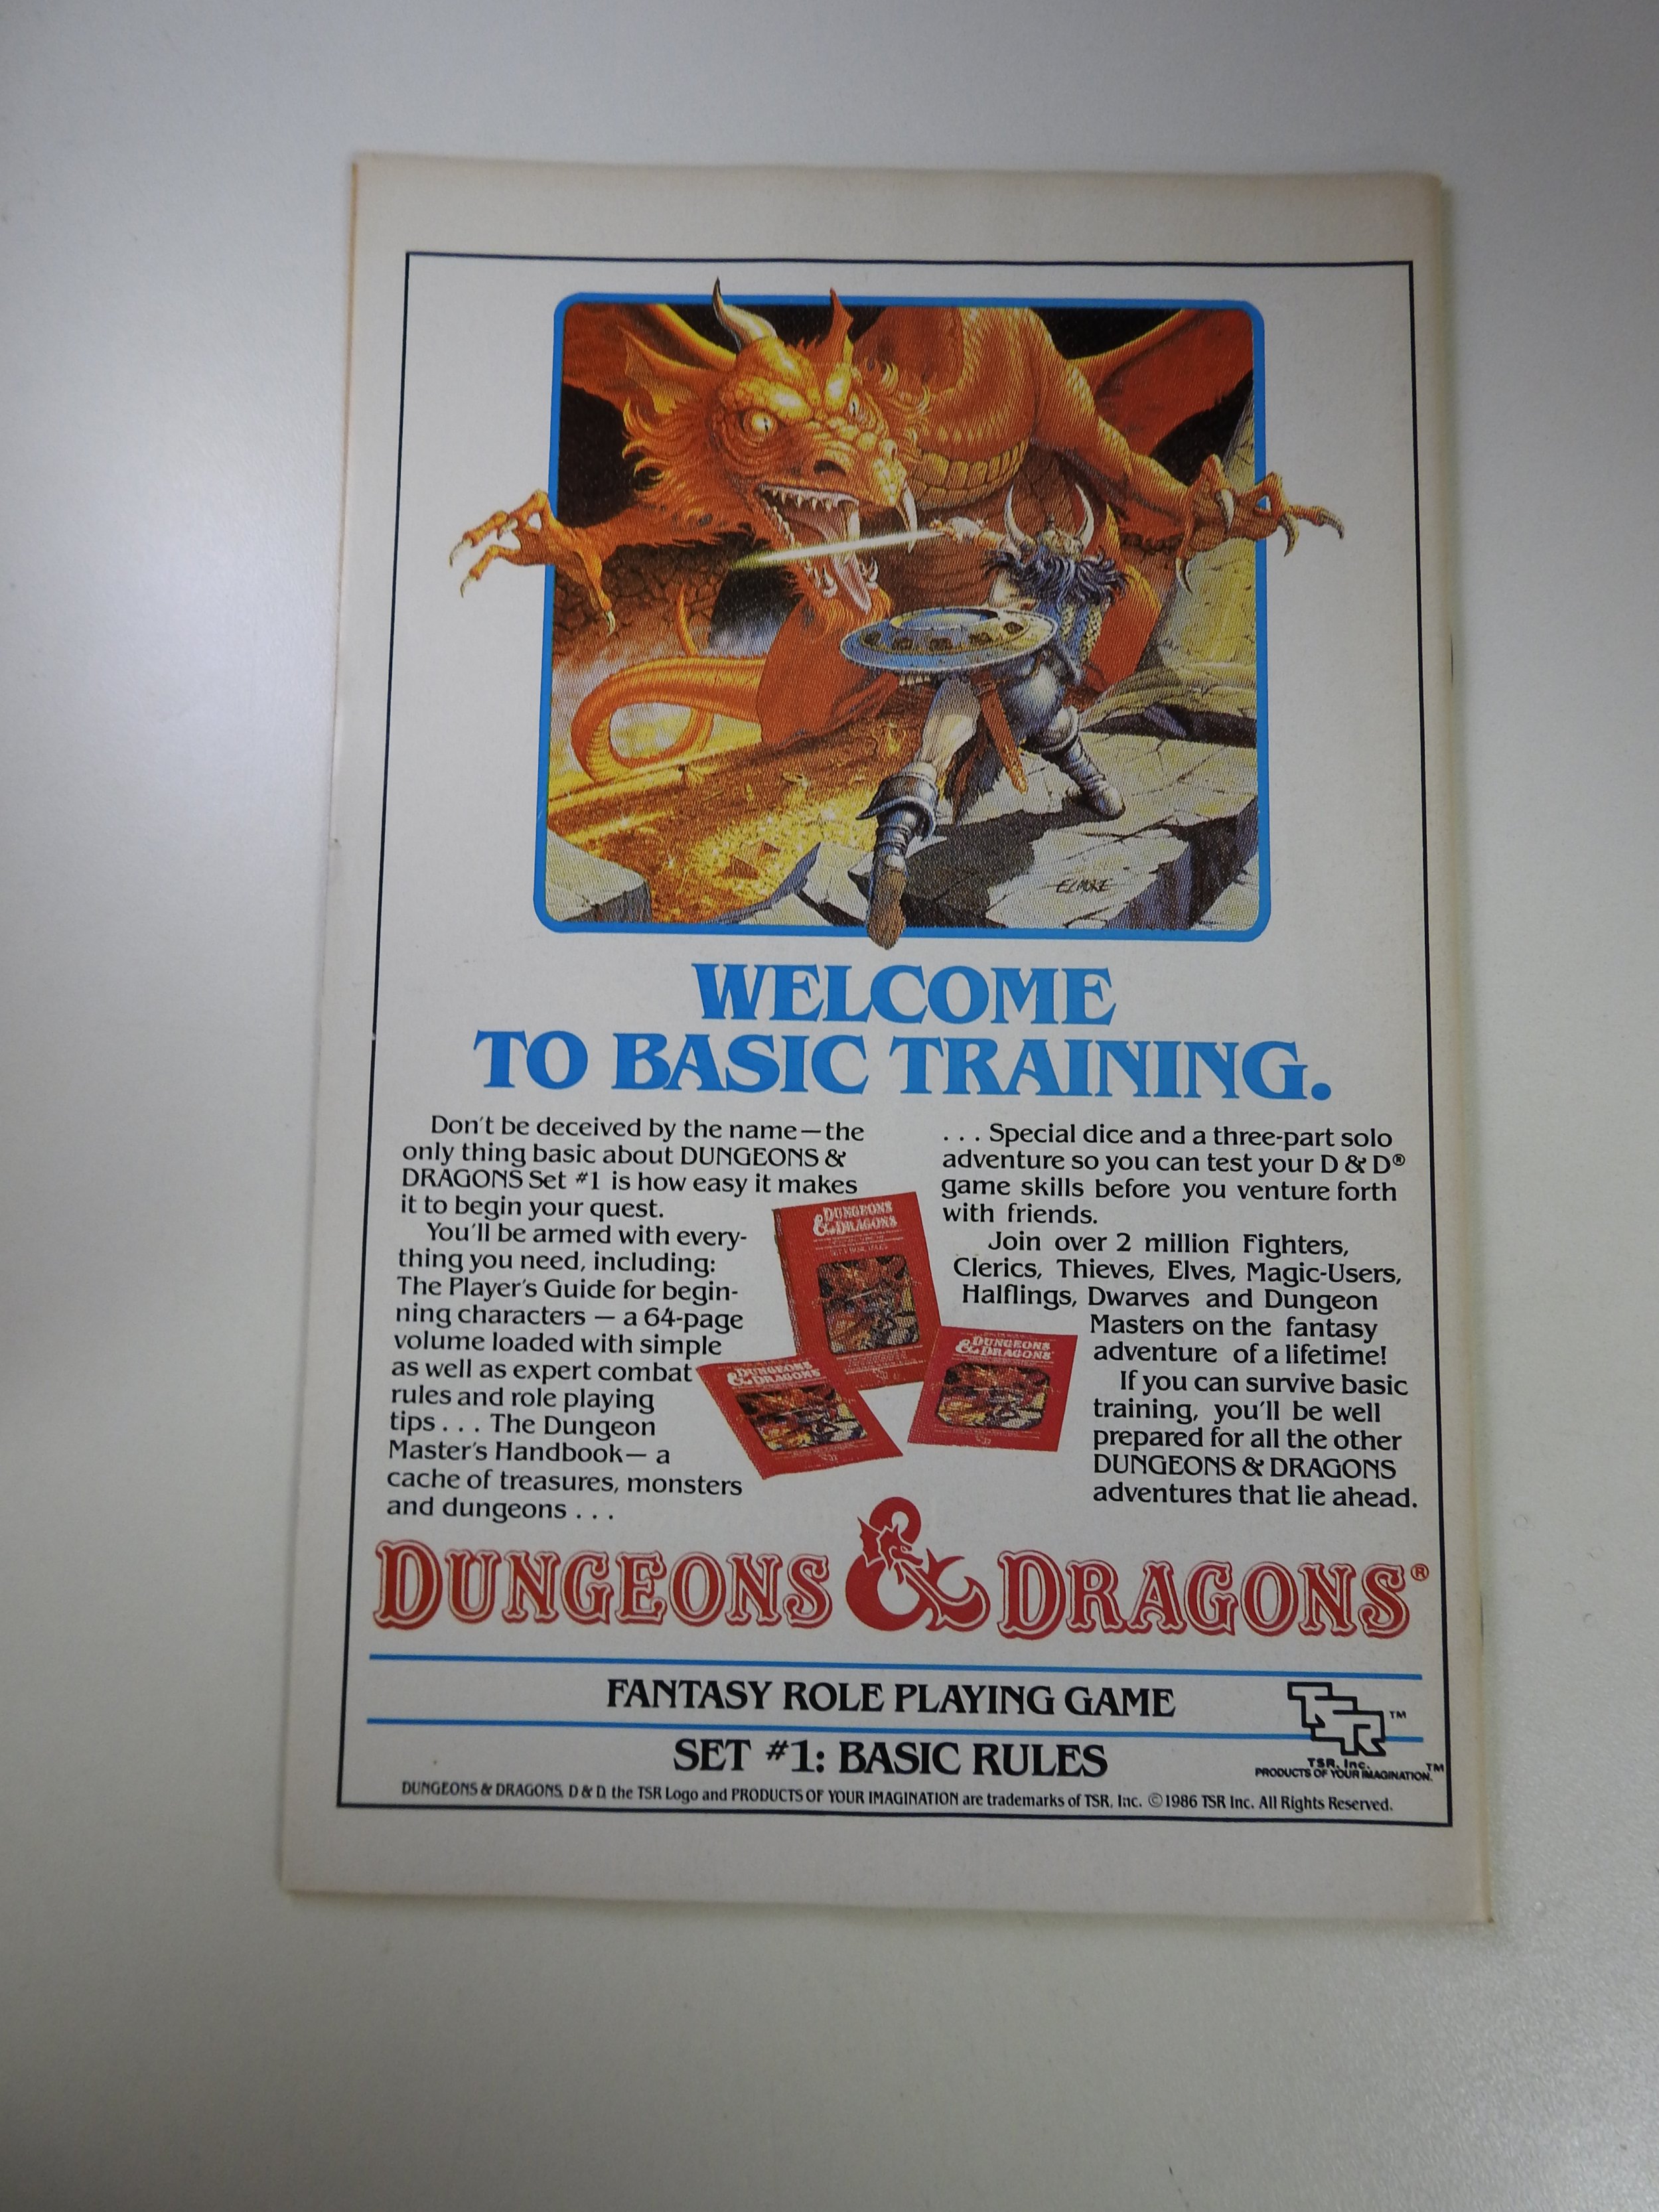 ELMORE
WELCOME
TO BASIC TRAINING.
Don't be deceived by the name—the
only thing basic about DUNGEONS &
DRAGONS Set #1 is how easy it makes
it to begin your quest.
You'll be armed with every-
thing you need, including:
The Player's Guide for begin-
ning characters — a 64-page
volume loaded with simple
as well as expert combat
rules and role playing
tips . . . The Dungeon
Master's Handbook— a
cache of treasures, monsters
and dungeons . . .
DUNGEONS
& DRAGONS
DUNGEONS
& DRAGONS
DUNGEONS
& DRAGONS
. . . Special dice and a three-part solo
adventure so you can test your D & D®
game skills before you venture forth
with friends.
Join over 2 million Fighters,
Clerics, Thieves, Elves, Magic-Users,
Halflings, Dwarves and Dungeon
Masters on the fantasy
adventure of a lifetime!
If you can survive basic
training, you'll be well
prepared for all the other
DUNGEONS & DRAGONS
adventures that lie ahead.
DUNGEONS & DRAGONS®
FANTASY ROLE PLAYING GAME
SET #1: BASIC RULES
TSR™
TSR, Inc.
PRODUCTS OF YOUR IMAGINATION.™
DUNGEONS & DRAGONS, D & D, the TSR Logo and PRODUCTS OF YOUR IMAGINATION are trademarks of TSR, Inc. ©1986 TSR Inc. All Rights Reserved.